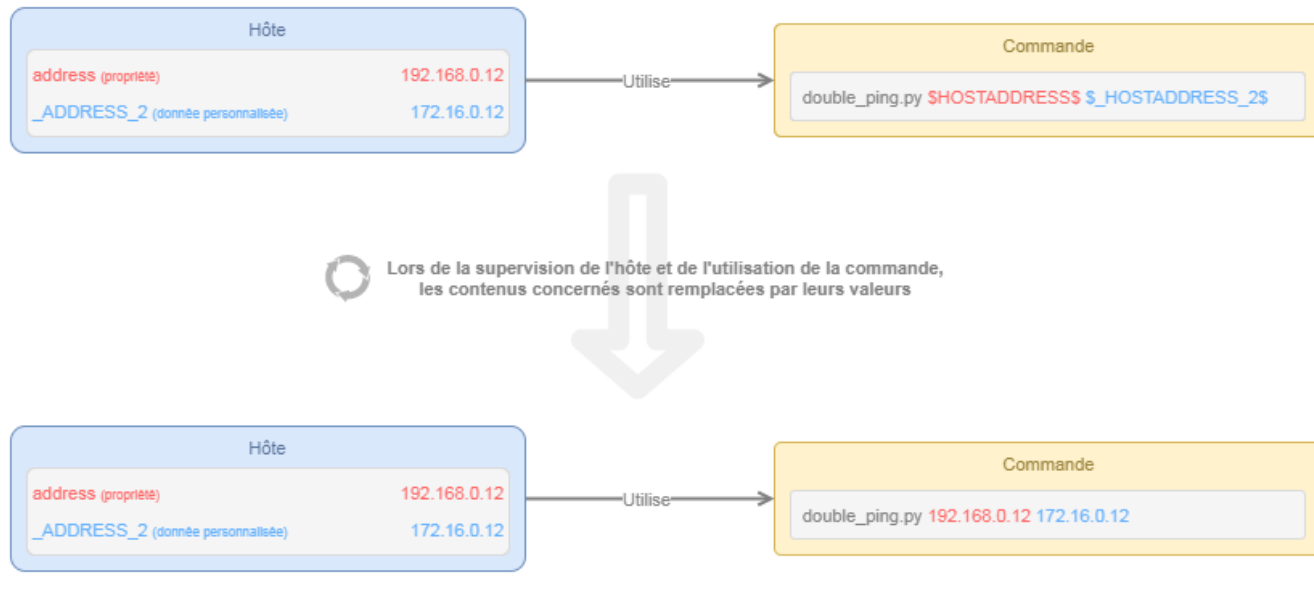 Hôte
address (propriété) 192.168.0.12
_ADDRESS_2 (donnée personnalisée) 172.16.0.12
Utilise
Commande
double_ping.py $HOSTADDRESS$ $_HOSTADDRESS_2$
Lors de la supervision de l'hôte et de l'utilisation de la commande,
les contenus concernés sont remplacées par leurs valeurs
Hôte
address (propriété) 192.168.0.12
_ADDRESS_2 (donnée personnalisée) 172.16.0.12
Utilise
Commande
double_ping.py 192.168.0.12 172.16.0.12